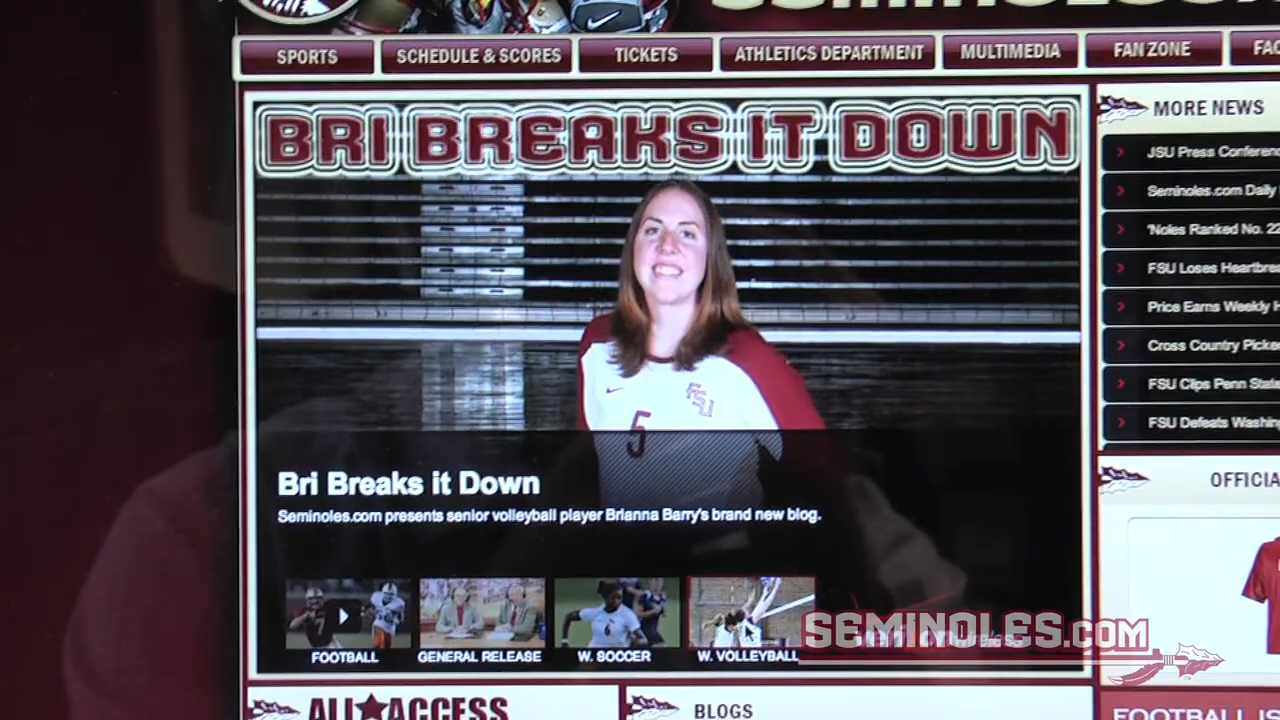 SPORTS
SCHEDULE & SCORES
TICKETS
ATHLETICS DEPARTMENT
MULTIMEDIA
FAN ZONE
BRI BREAKS IT DOWN
FSU
5
Bri Breaks it Down
Seminoles.com presents senior volleyball player Brianna Barry's brand new blog.
FOOTBALL
GENERAL RELEASE
W. SOCCER
W. VOLLEYBALL
MORE NEWS
JSU Press Conferenc
Seminoles.com Daily
'Noles Ranked No. 22
FSU Loses Heartbrea
Price Earns Weekly H
Cross Country Picked
FSU Clips Penn State
FSU Defeats Washing
OFFICIA
SEMINOLES.COM
ALL ACCESS
BLOGS
FOOTBALL IS